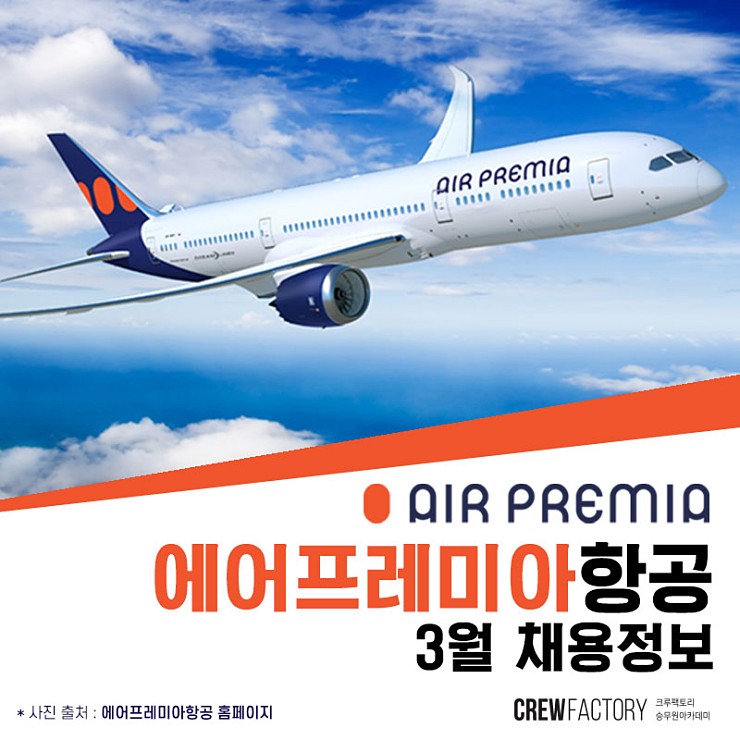 AIR PREMIA
AIR PREMIA
에어프레미아항공
3월 채용정보
* 사진 출처 : 에어프레미아항공 홈페이지
CREWFACTORY
크루팩토리
승무원아카데미